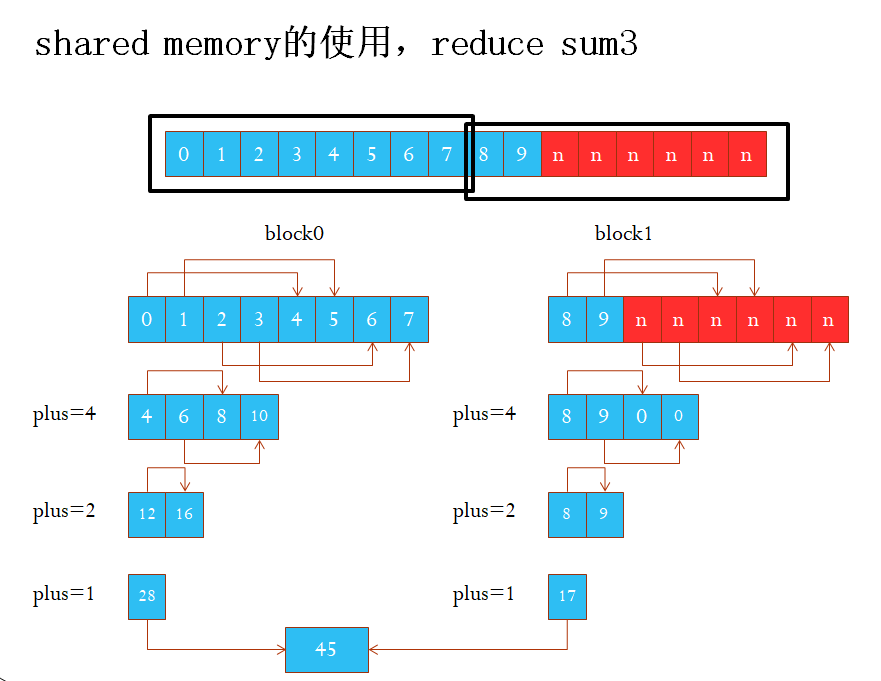 shared memory的使用，reduce sum3
0 1 2 3 4 5 6 7 8 9 n n n n n n
block0 block1
0 1 2 3 4 5 6 7 8 9 n n n n n n
plus=4 4 6 8 10 plus=4 8 9 0 0
plus=2 12 16 plus=2 8 9
plus=1 28 plus=1 17
45